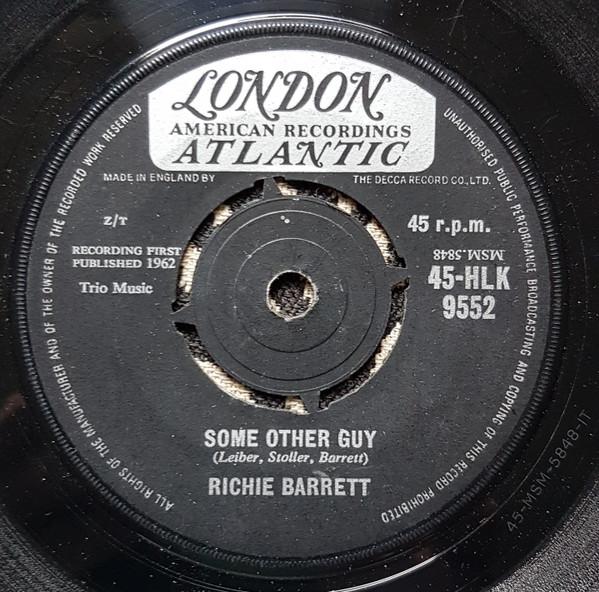 LONDON
AMERICAN RECORDINGS
ATLANTIC
MADE IN ENGLAND BY
THE DECCA RECORD CO., LTD.
Z/T
45 r.p.m.
RECORDING FIRST
PUBLISHED 1962
MSM.5848
Trio Music
45-HLK
9552
SOME OTHER GUY
(Leiber, Stoller, Barrett)
RICHIE BARRETT
ALL RIGHTS OF THE MANUFACTURER AND OF THE OWNER OF THE RECORDED WORK RESERVED
UNAUTHORISED PUBLIC PERFORMANCE BROADCASTING AND COPYING OF THIS RECORD PROHIBITED
45-MSM-5848-1T